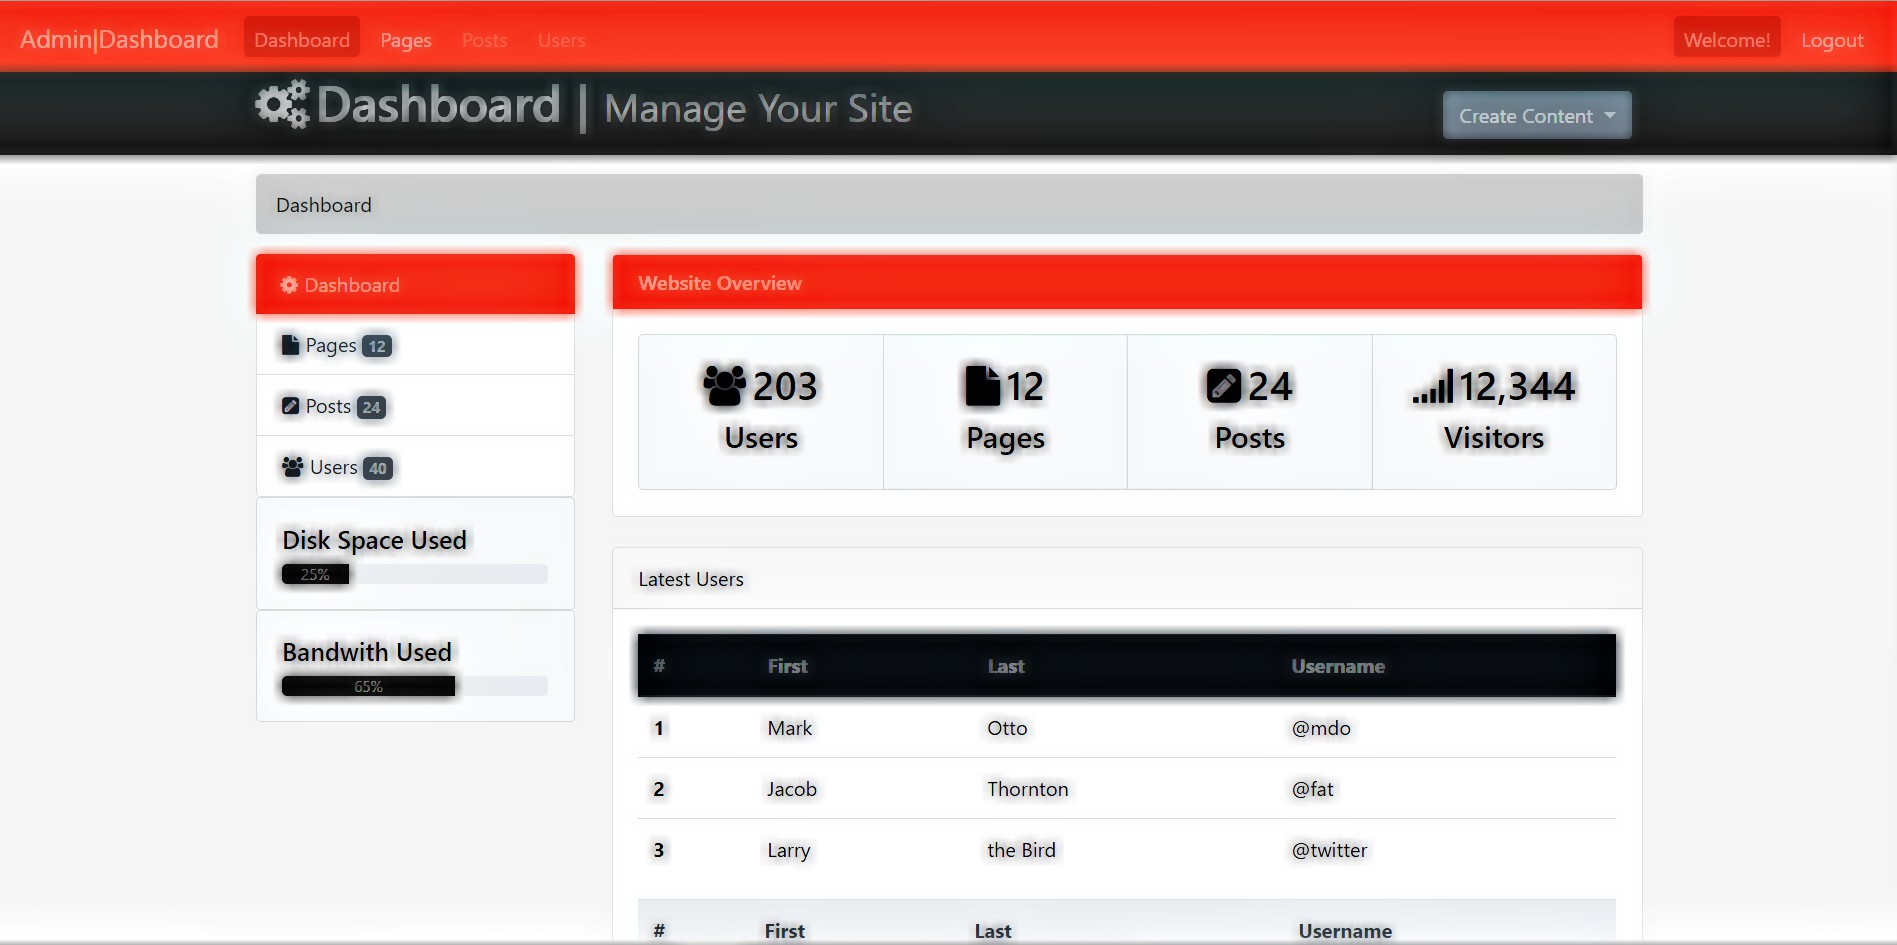 Admin|Dashboard Dashboard Pages Posts Users Welcome! Logout
Dashboard | Manage Your Site
Create Content
Dashboard
Dashboard
Pages 12
Posts 24
Users 40
Disk Space Used
25%
Bandwith Used
65%
Website Overview
203 12 24 12,344
Users Pages Posts Visitors
Latest Users
# First Last Username
1 Mark Otto @mdo
2 Jacob Thornton @fat
3 Larry the Bird @twitter
# First Last Username